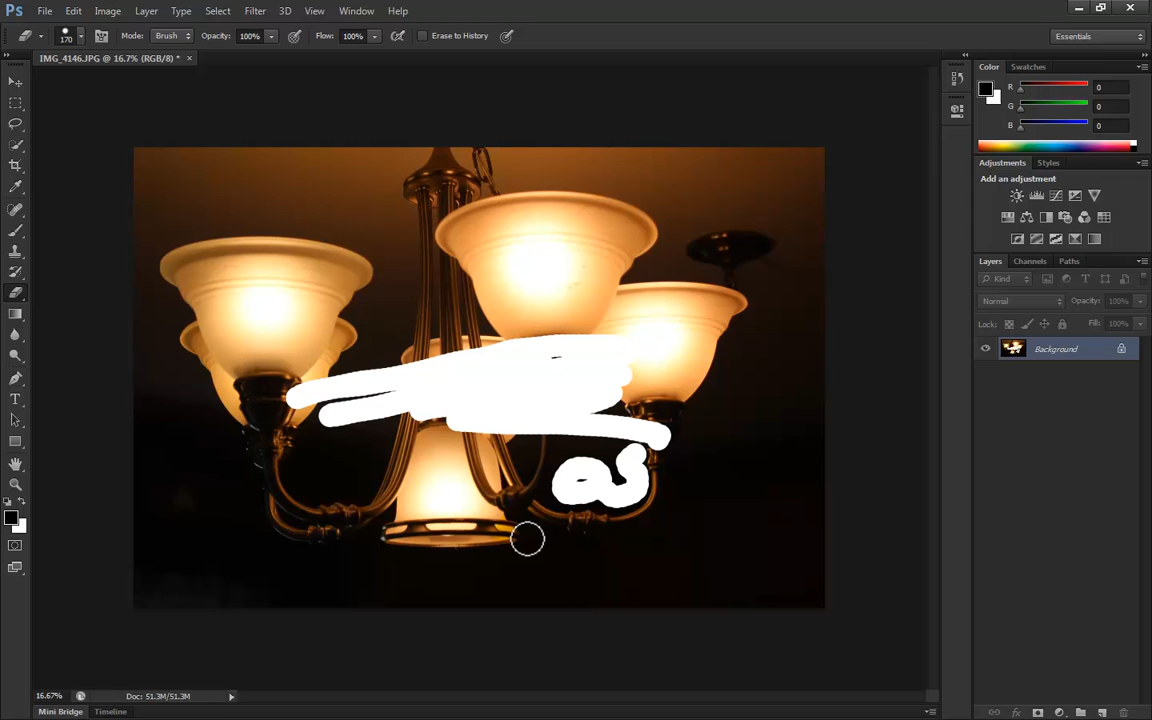 Ps File Edit Image Layer Type Select Filter 3D View Window Help
170 Mode: Brush Opacity: 100% Flow: 100% Erase to History Essentials
IMG_4146.JPG @ 16.7% (RGB/8) * ×
Color Swatches
R 0
G 0
B 0
Adjustments Styles
Add an adjustment
Layers Channels Paths
Kind
Normal Opacity: 100%
Lock: Fill: 100%
Background
16.67% Doc: 51.3M/51.3M
Mini Bridge Timeline